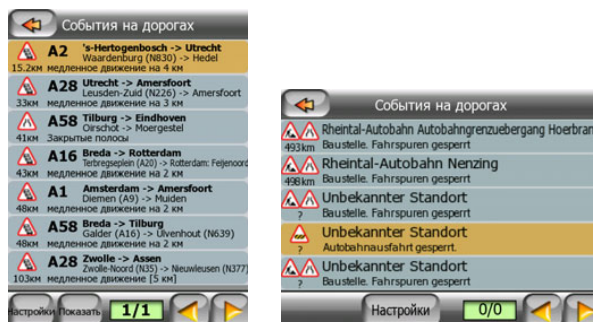 События на дорогах
A2 's-Hertogenbosch -> Utrecht
Waardenburg (N830) -> Hedel
15.2км медленное движение на 4 км
A28 Utrecht -> Amersfoort
Leusden-Zuid (N226) -> Amersfoort
33км медленное движение на 3 км
A58 Tilburg -> Eindhoven
Oirschot -> Moergestel
41км Закрытые полосы
A16 Breda -> Rotterdam
Terbregseplein (A20) -> Rotterdam: Feijenoord
43км медленное движение на 2 км
A1 Amsterdam -> Amersfoort
Diemen (A9) -> Muiden
48км медленное движение на 2 км
A58 Breda -> Tilburg
Galder (A16) -> Ulvenhout (N639)
48км медленное движение на 2 км
A28 Zwolle -> Assen
Zwolle-Noord (N35) -> Nieuwleusen (N377)
103км медленное движение [5 км]
Настройки Показать 1/1
События на дорогах
Rheintal-Autobahn Autobahngrenzuebergang Hoerbran
493km Baustelle. Fahrspuren gesperrt
Rheintal-Autobahn Nenzing
498km Baustelle. Fahrspuren gesperrt
Unbekannter Standort
? Baustelle. Fahrspuren gesperrt
Unbekannter Standort
? Autobahnausfahrt gesperrt.
Unbekannter Standort
? Baustelle. Fahrspuren gesperrt
Настройки 0/0